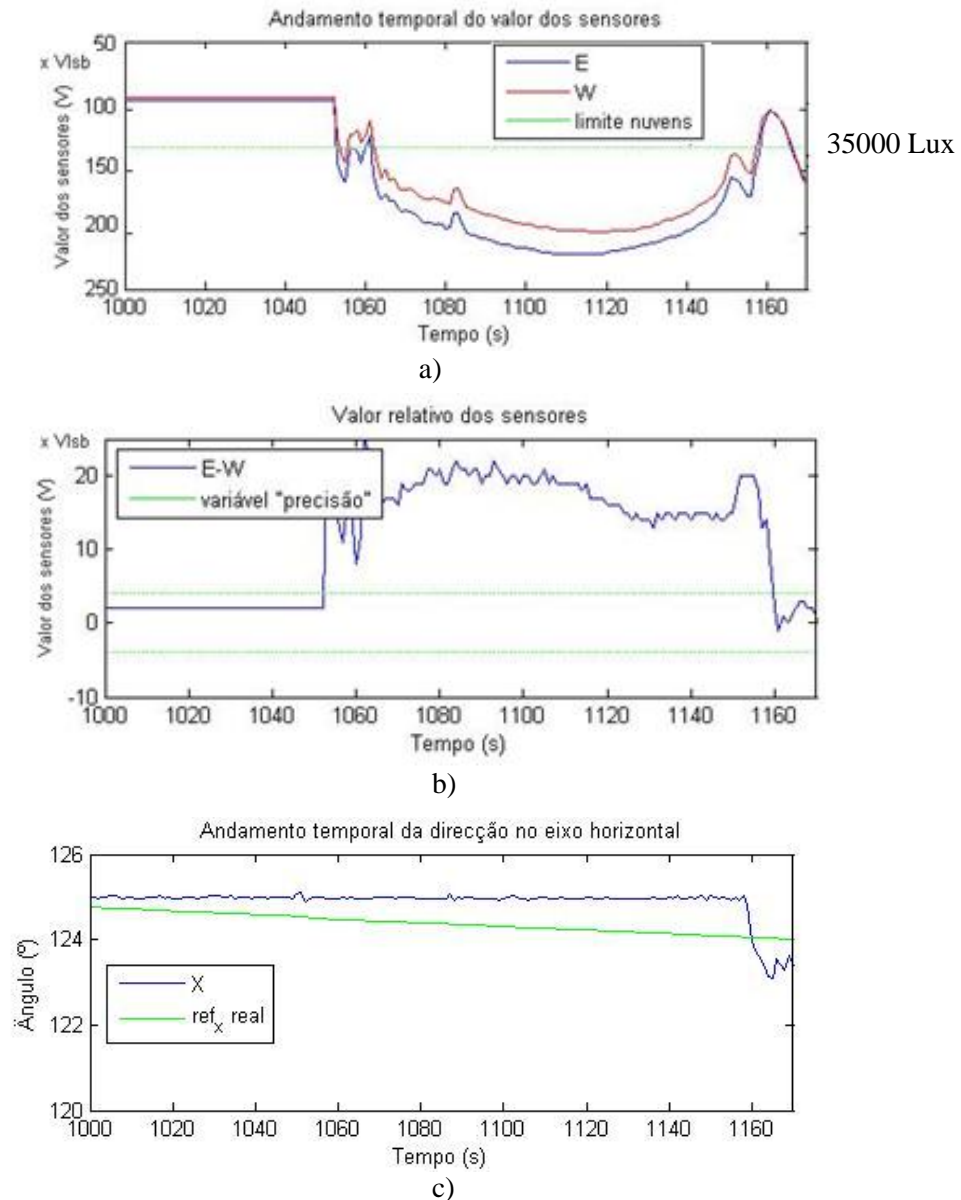 Andamento temporal do valor dos sensores
x Vlsb
Valor dos sensores (V)
50
100
150
200
250
E
W
limite nuvens
35000 Lux
1000 1020 1040 1060 1080 1100 1120 1140 1160
Tempo (s)
a)
Valor relativo dos sensores
x Vlsb
Valor dos sensores (V)
20
10
0
-10
E-W
variável "precisão"
1000 1020 1040 1060 1080 1100 1120 1140 1160
Tempo (s)
b)
Andamento temporal da direcção no eixo horizontal
Ângulo (º)
126
124
122
120
X
refx real
1000 1020 1040 1060 1080 1100 1120 1140 1160
Tempo (s)
c)